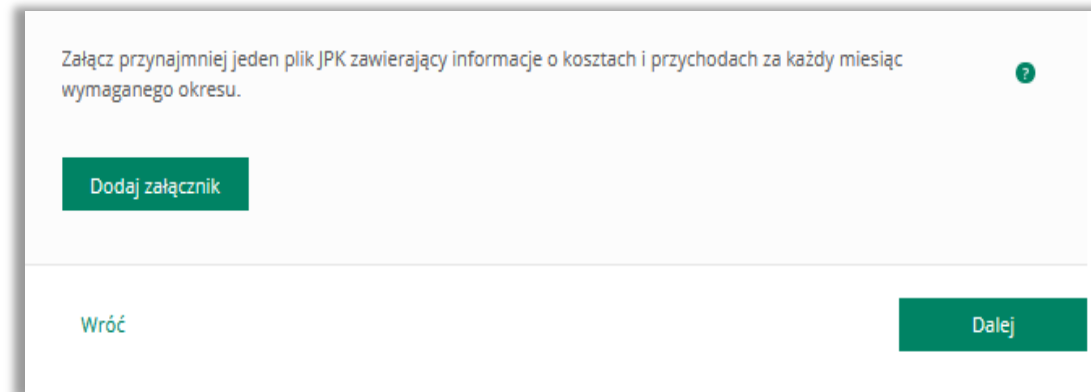 Załącz przynajmniej jeden plik JPK zawierający informacje o kosztach i przychodach za każdy miesiąc
wymaganego okresu.
?
Dodaj załącznik
Wróć
Dalej